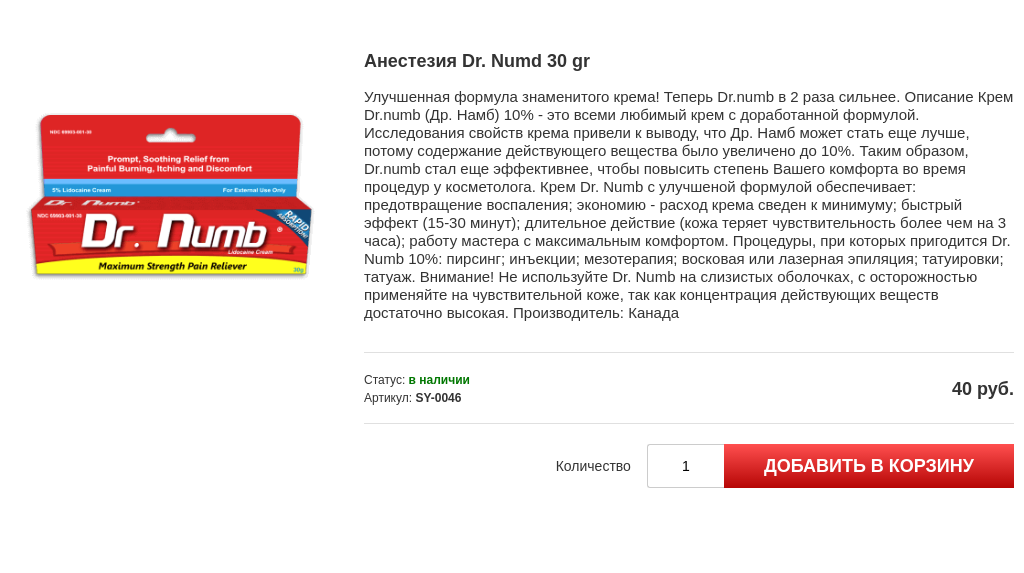 Анестезия Dr. Numd 30 gr
Улучшенная формула знаменитого крема! Теперь Dr.numb в 2 раза сильнее. Описание Крем
Dr.numb (Др. Намб) 10% - это всеми любимый крем с доработанной формулой.
Исследования свойств крема привели к выводу, что Др. Намб может стать еще лучше,
потому содержание действующего вещества было увеличено до 10%. Таким образом,
Dr.numb стал еще эффективнее, чтобы повысить степень Вашего комфорта во время
процедур у косметолога. Крем Dr. Numb с улучшеной формулой обеспечивает:
предотвращение воспаления; экономию - расход крема сведен к минимуму; быстрый
эффект (15-30 минут); длительное действие (кожа теряет чувствительность более чем на 3
часа); работу мастера с максимальным комфортом. Процедуры, при которых пригодится Dr.
Numb 10%: пирсинг; инъекции; мезотерапия; восковая или лазерная эпиляция; татуировки;
татуаж. Внимание! Не используйте Dr. Numb на слизистых оболочках, с осторожностью
применяйте на чувствительной коже, так как концентрация действующих веществ
достаточно высокая. Производитель: Канада
Prompt, Soothing Relief from
Painful Burning, Itching and Discomfort
5% Lidocaine Cream
For External Use Only
Dr. Numb
RAPID
ABSORPTION
Dr. Numb ®
Lidocaine Cream
Maximum Strength Pain Reliever
30g
Статус: в наличии
Артикул: SY-0046
40 руб.
Количество
1
ДОБАВИТЬ В КОРЗИНУ